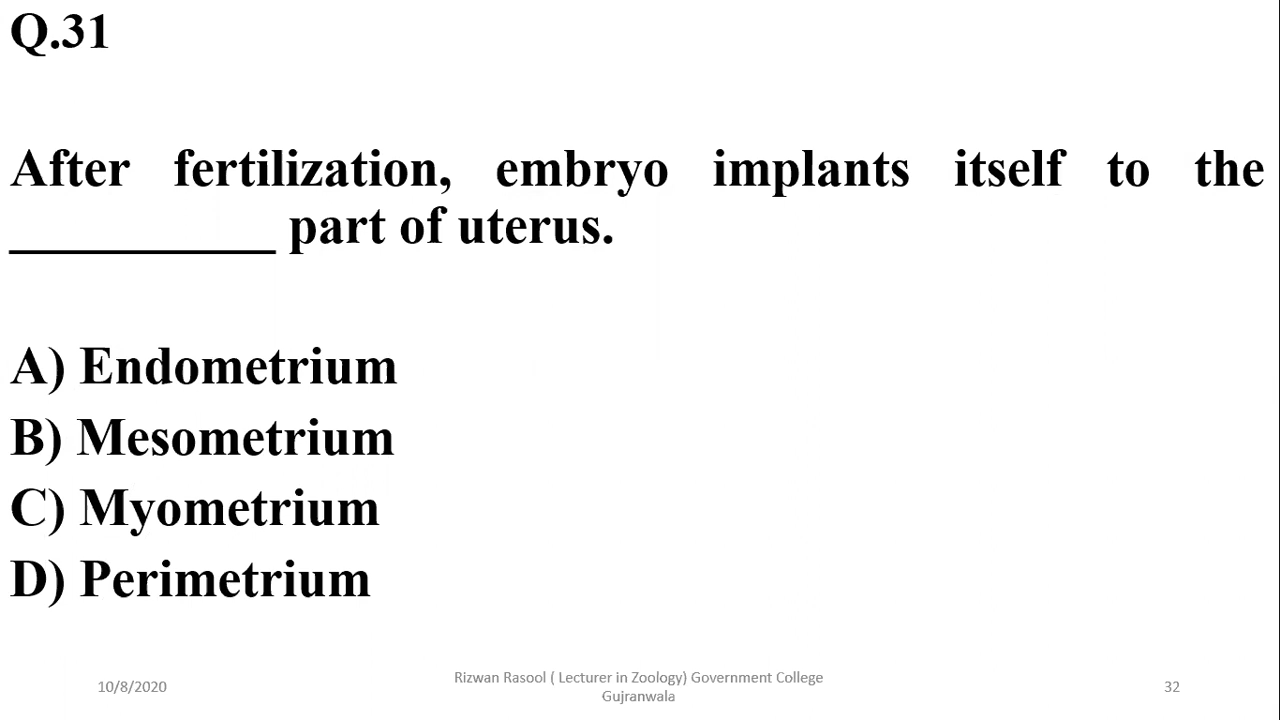 Q.31
After fertilization, embryo implants itself to the
__________ part of uterus.
A) Endometrium
B) Mesometrium
C) Myometrium
D) Perimetrium
10/8/2020
Rizwan Rasool ( Lecturer in Zoology) Government College
Gujranwala
32